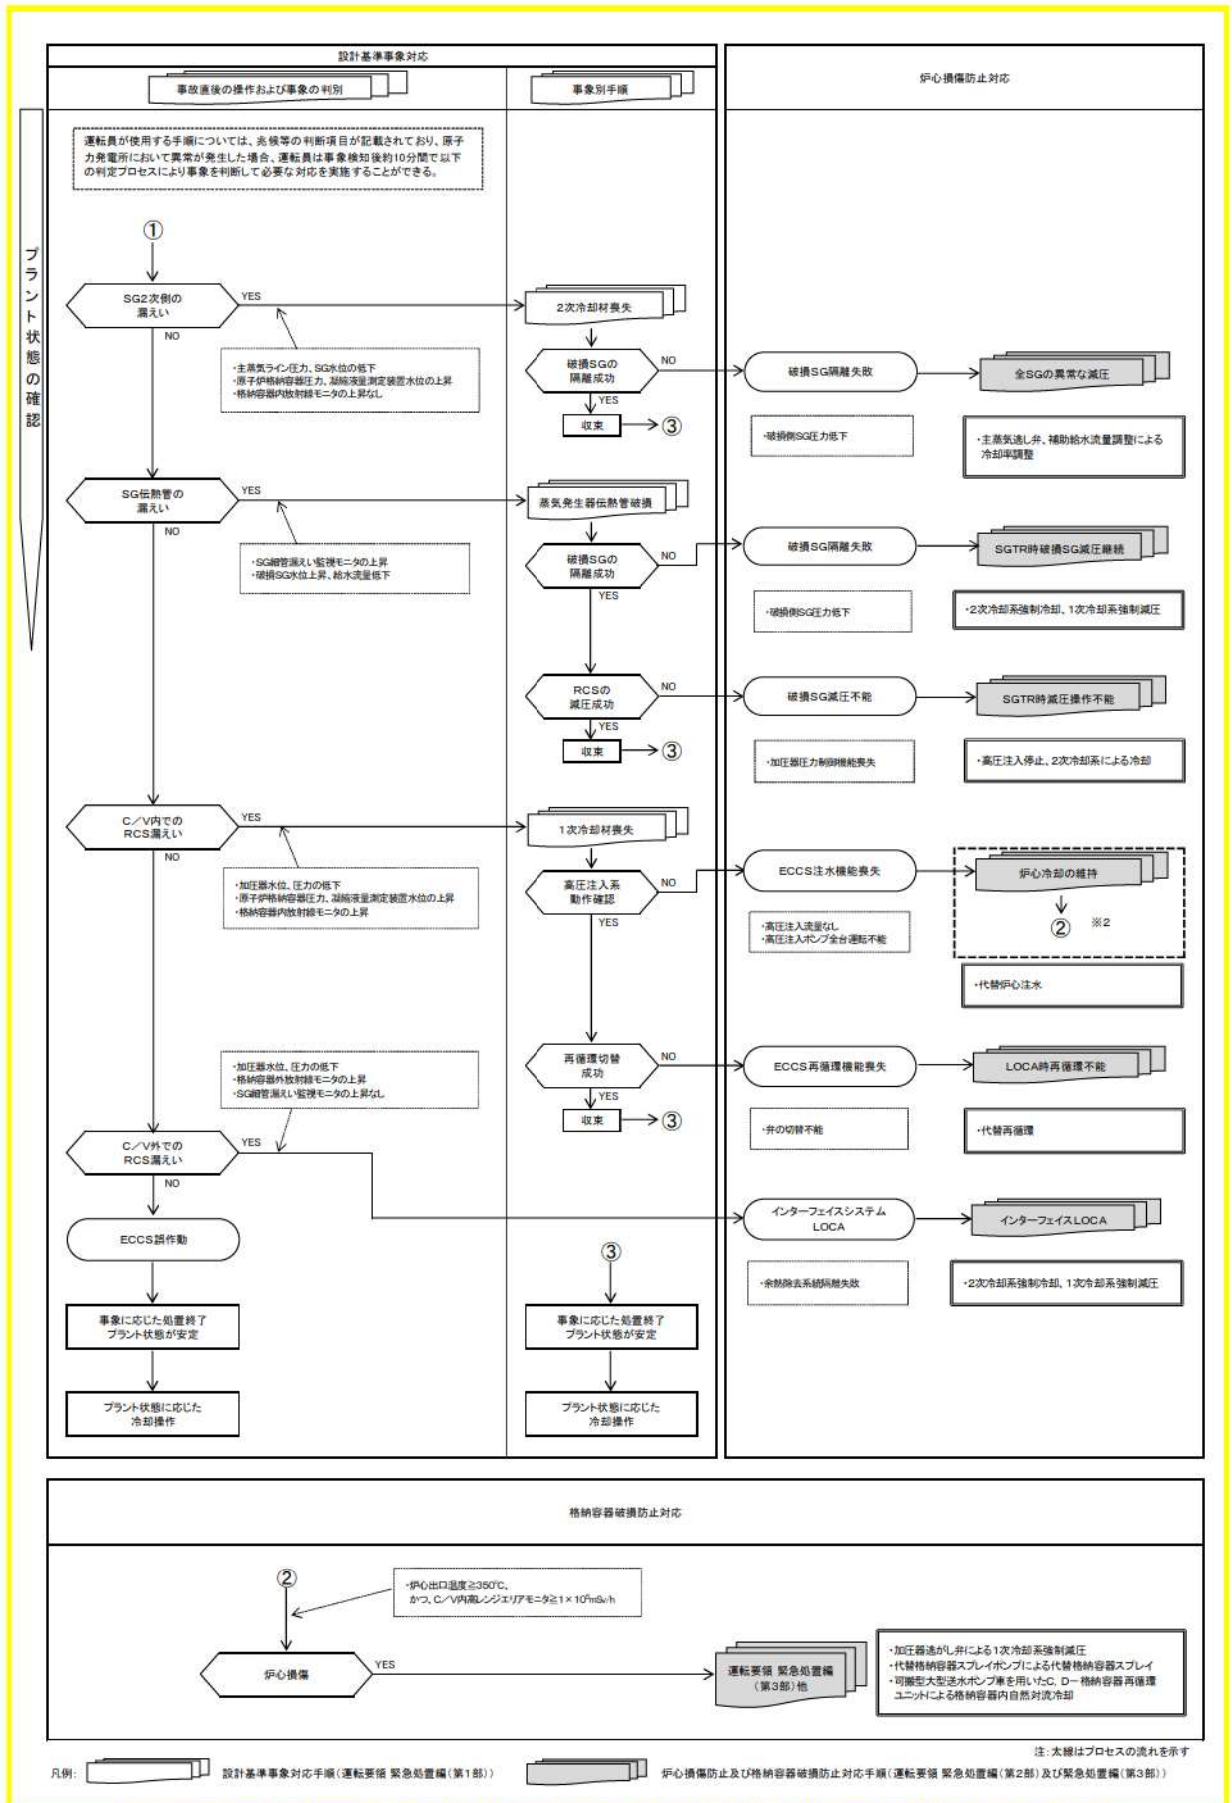 設計基準事象対応
事故直後の操作および事象の判別
事象別手順
炉心損傷防止対応
プラント状態の確認
運転員が使用する手順については、兆候等の判断項目が記載されており、原子
力発電所において異常が発生した場合、運転員は事象検知後約10分間で以下
の判定プロセスにより事象を判断して必要な対応を実施することができる。
①
SG2次側の
漏えい
YES
NO
・主蒸気ライン圧力、SG水位の低下
・原子炉格納容器圧力、凝縮液量測定装置水位の上昇
・格納容器内放射線モニタの上昇なし
2次冷却材喪失
破損SGの
隔離成功
NO
YES
収束
③
破損SG隔離失敗
・破損側SG圧力低下
全SGの異常な減圧
・主蒸気逃し弁、補助給水流量調整による
冷却率調整
SG伝熱管の
漏えい
YES
NO
・SG細管漏えい監視モニタの上昇
・破損SG水位上昇、給水流量低下
蒸気発生器伝熱管破損
破損SGの
隔離成功
NO
YES
破損SG隔離失敗
・破損側SG圧力低下
SGTR時破損SG減圧継続
・2次冷却系強制冷却、1次冷却系強制減圧
RCSの
減圧成功
NO
YES
収束
③
破損SG減圧不能
・加圧器圧力制御機能喪失
SGTR時減圧操作不能
・高圧注入停止、2次冷却系による冷却
C/V内での
RCS漏えい
YES
NO
・加圧器水位、圧力の低下
・原子炉格納容器圧力、凝縮液量測定装置水位の上昇
・格納容器内放射線モニタの上昇
1次冷却材喪失
高圧注入系
動作確認
NO
YES
ECCS注水機能喪失
・高圧注入流量なし
・高圧注入ポンプ全台運転不能
炉心冷却の維持
② ※2
・代替炉心注水
・加圧器水位、圧力の低下
・格納容器外放射線モニタの上昇
・SG細管漏えい監視モニタの上昇なし
再循環切替
成功
NO
YES
収束
③
ECCS再循環機能喪失
・弁の切替不能
LOCA時再循環不能
・代替再循環
C/V外での
RCS漏えい
YES
NO
インターフェイスシステム
LOCA
・余熱除去系統隔離失敗
インターフェイスLOCA
・2次冷却系強制冷却、1次冷却系強制減圧
ECCS誤作動
事象に応じた処置終了
プラント状態が安定
プラント状態に応じた
冷却操作
③
事象に応じた処置終了
プラント状態が安定
プラント状態に応じた
冷却操作
格納容器破損防止対応
②
・炉心出口温度≧350℃、
かつ、C/V内高レンジエリアモニタ≧1×10⁵mSv/h
炉心損傷
YES
運転要領 緊急処置編
(第3部)他
・加圧器逃がし弁による1次冷却系強制減圧
・代替格納容器スプレイポンプによる代替格納容器スプレイ
・可搬型大型送水ポンプ車を用いたC, D-格納容器再循環
ユニットによる格納容器内自然対流冷却
注:太線はプロセスの流れを示す
凡例:
設計基準事象対応手順(運転要領 緊急処置編(第1部))
炉心損傷防止及び格納容器破損防止対応手順(運転要領 緊急処置編(第2部)及び緊急処置編(第3部))